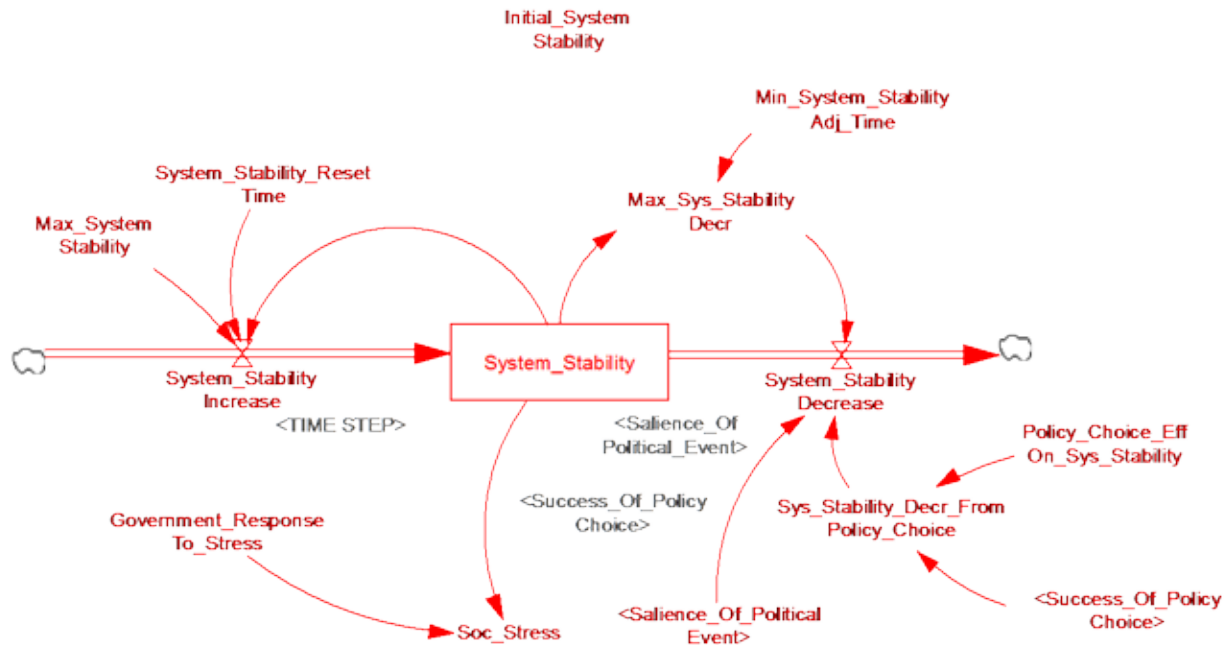 Initial_System
Stability
Min_System_Stability
Adj_Time
System_Stability_Reset
Time
Max_Sys_Stability
Decr
Max_System
Stability
System_Stability
System_Stability
Increase
System_Stability
Decrease
<TIME STEP>
<Salience_Of
Political_Event>
Policy_Choice_Eff
On_Sys_Stability
<Success_Of_Policy
Choice>
Sys_Stability_Decr_From
Policy_Choice
Government_Response
To_Stress
<Salience_Of_Political
Event>
<Success_Of_Policy
Choice>
Soc_Stress